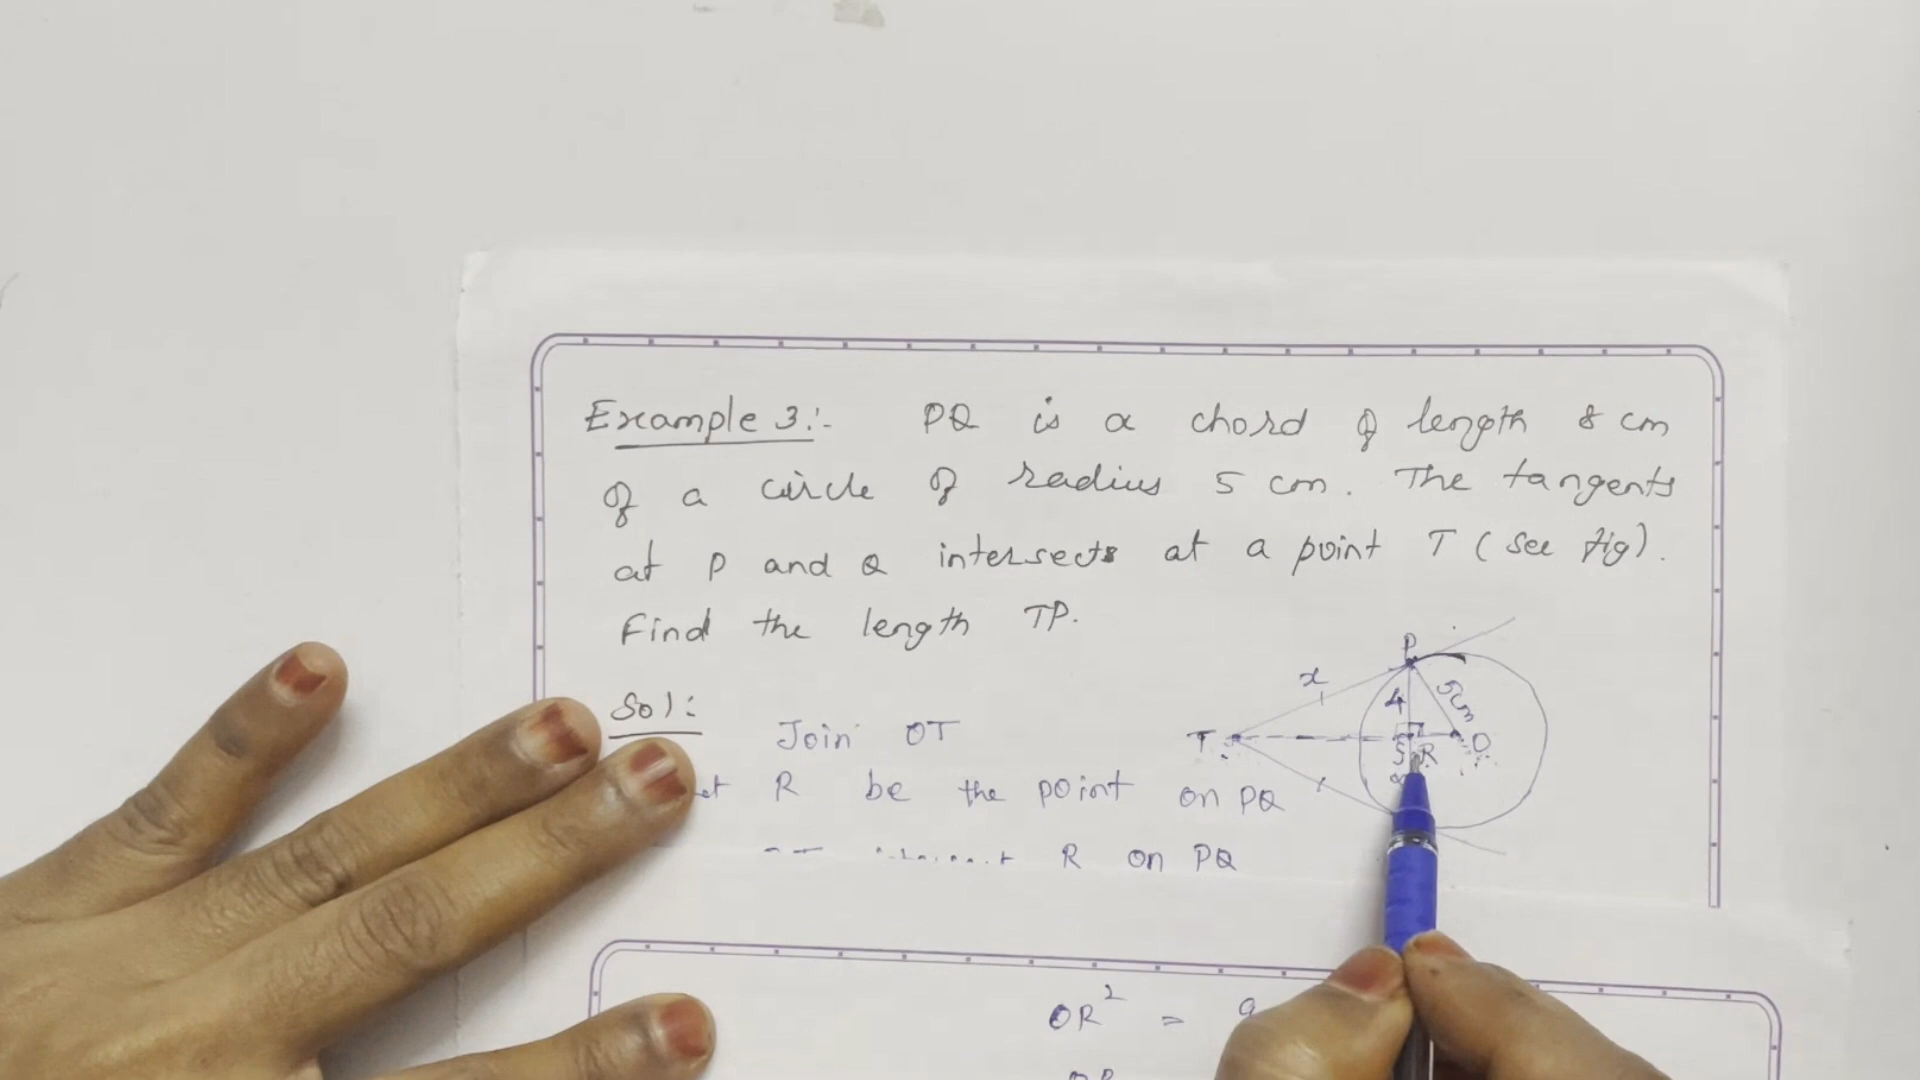 Example 3:- PQ is a chord of length 8 cm
of a circle of radius 5 cm. The tangents
at P and Q intersects at a point T (see fig).
Find the length TP.
P
x
4
5cm
T
R
O
Sol:
Join OT
R be the point on PQ
R on PQ
OR² = 9